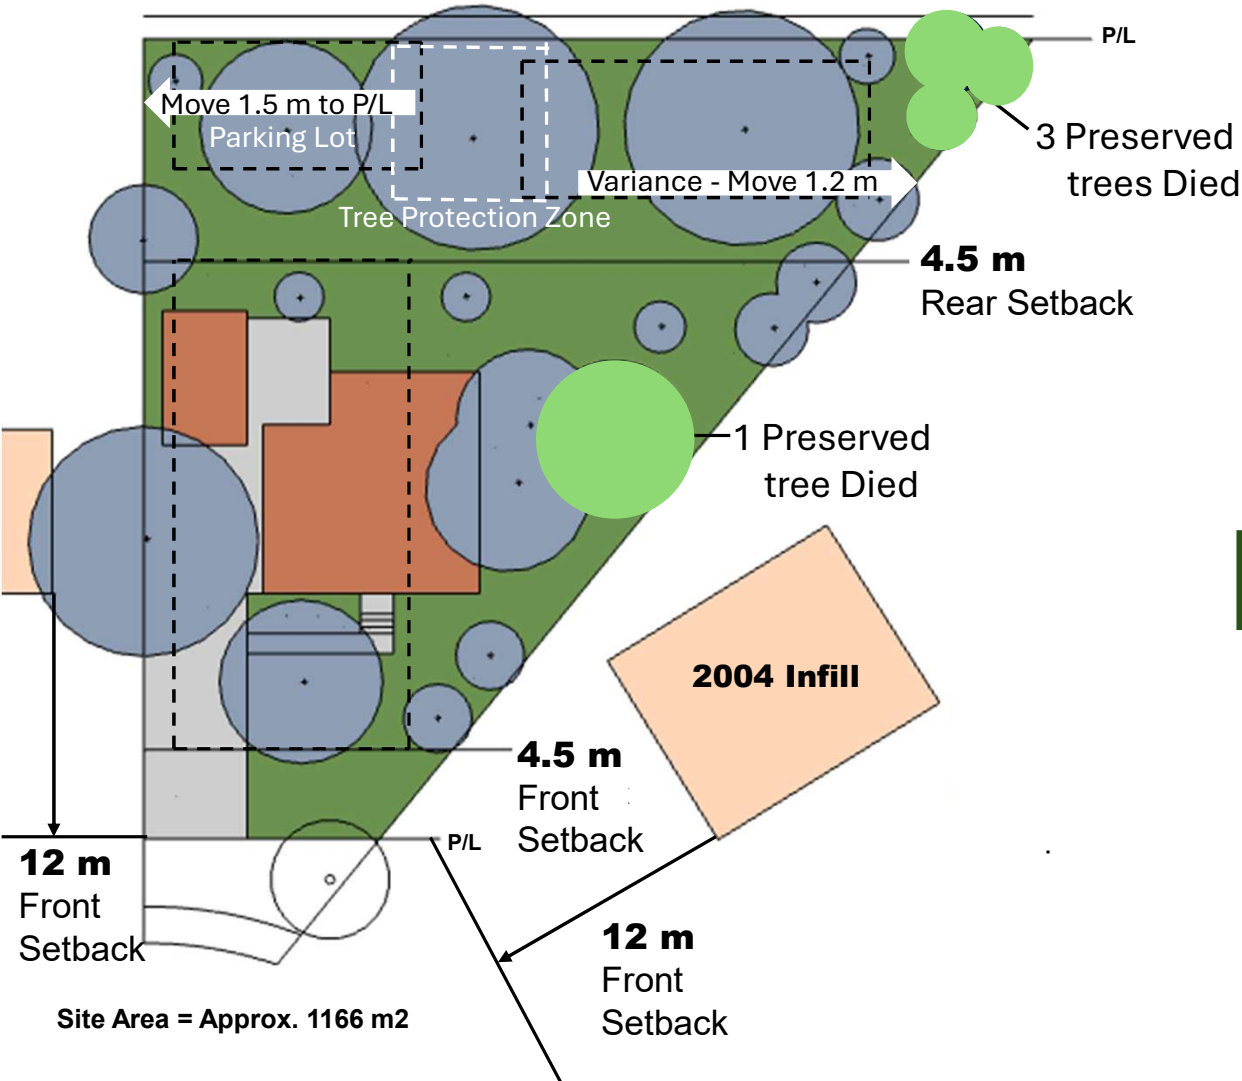 P/L
Move 1.5 m to P/L
Parking Lot
3 Preserved
trees Died
Variance - Move 1.2 m
Tree Protection Zone
4.5 m
Rear Setback
1 Preserved
tree Died
2004 Infill
4.5 m
Front
Setback
P/L
12 m
Front
Setback
12 m
Front
Setback
Site Area = Approx. 1166 m2